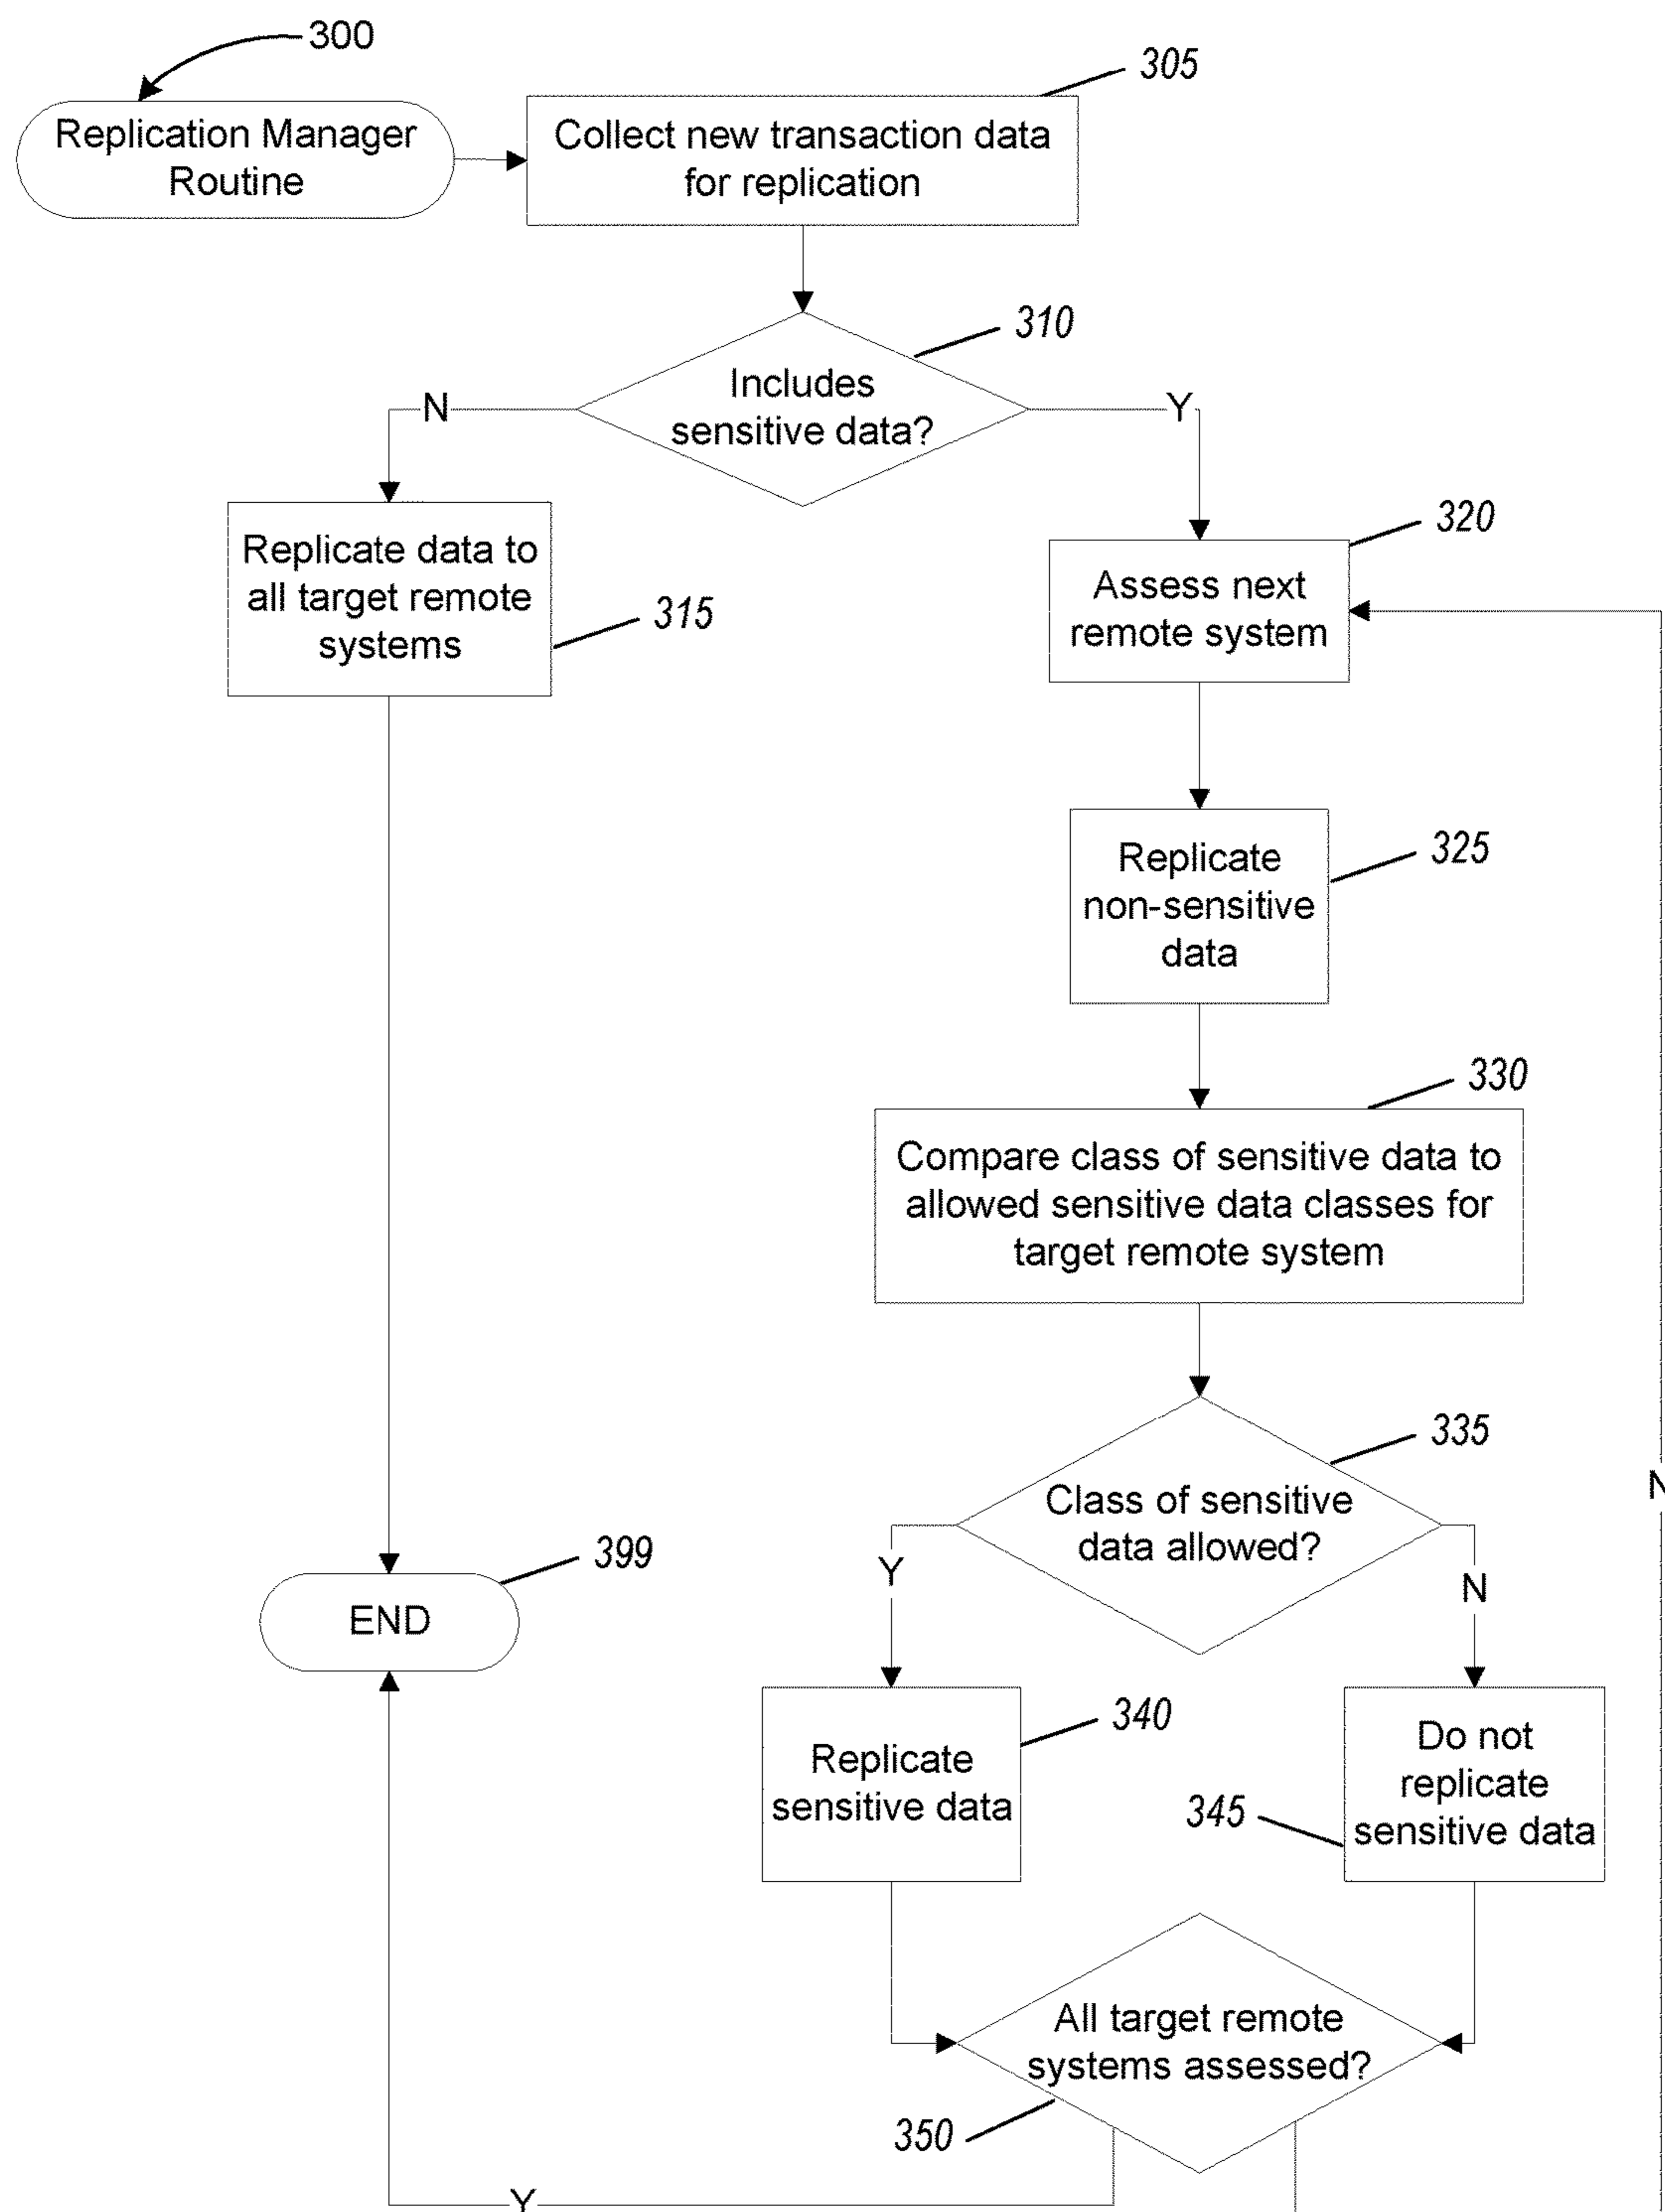 300
Replication Manager
Routine
305
Collect new transaction data
for replication
310
Includes
sensitive data?
N
Y
Replicate data to
all target remote
systems
315
320
Assess next
remote system
325
Replicate
non-sensitive
data
330
Compare class of sensitive data to
allowed sensitive data classes for
target remote system
335
Class of sensitive
data allowed?
N
Y
N
399
END
340
Replicate
sensitive data
345
Do not
replicate
sensitive data
All target remote
systems assessed?
350
Y